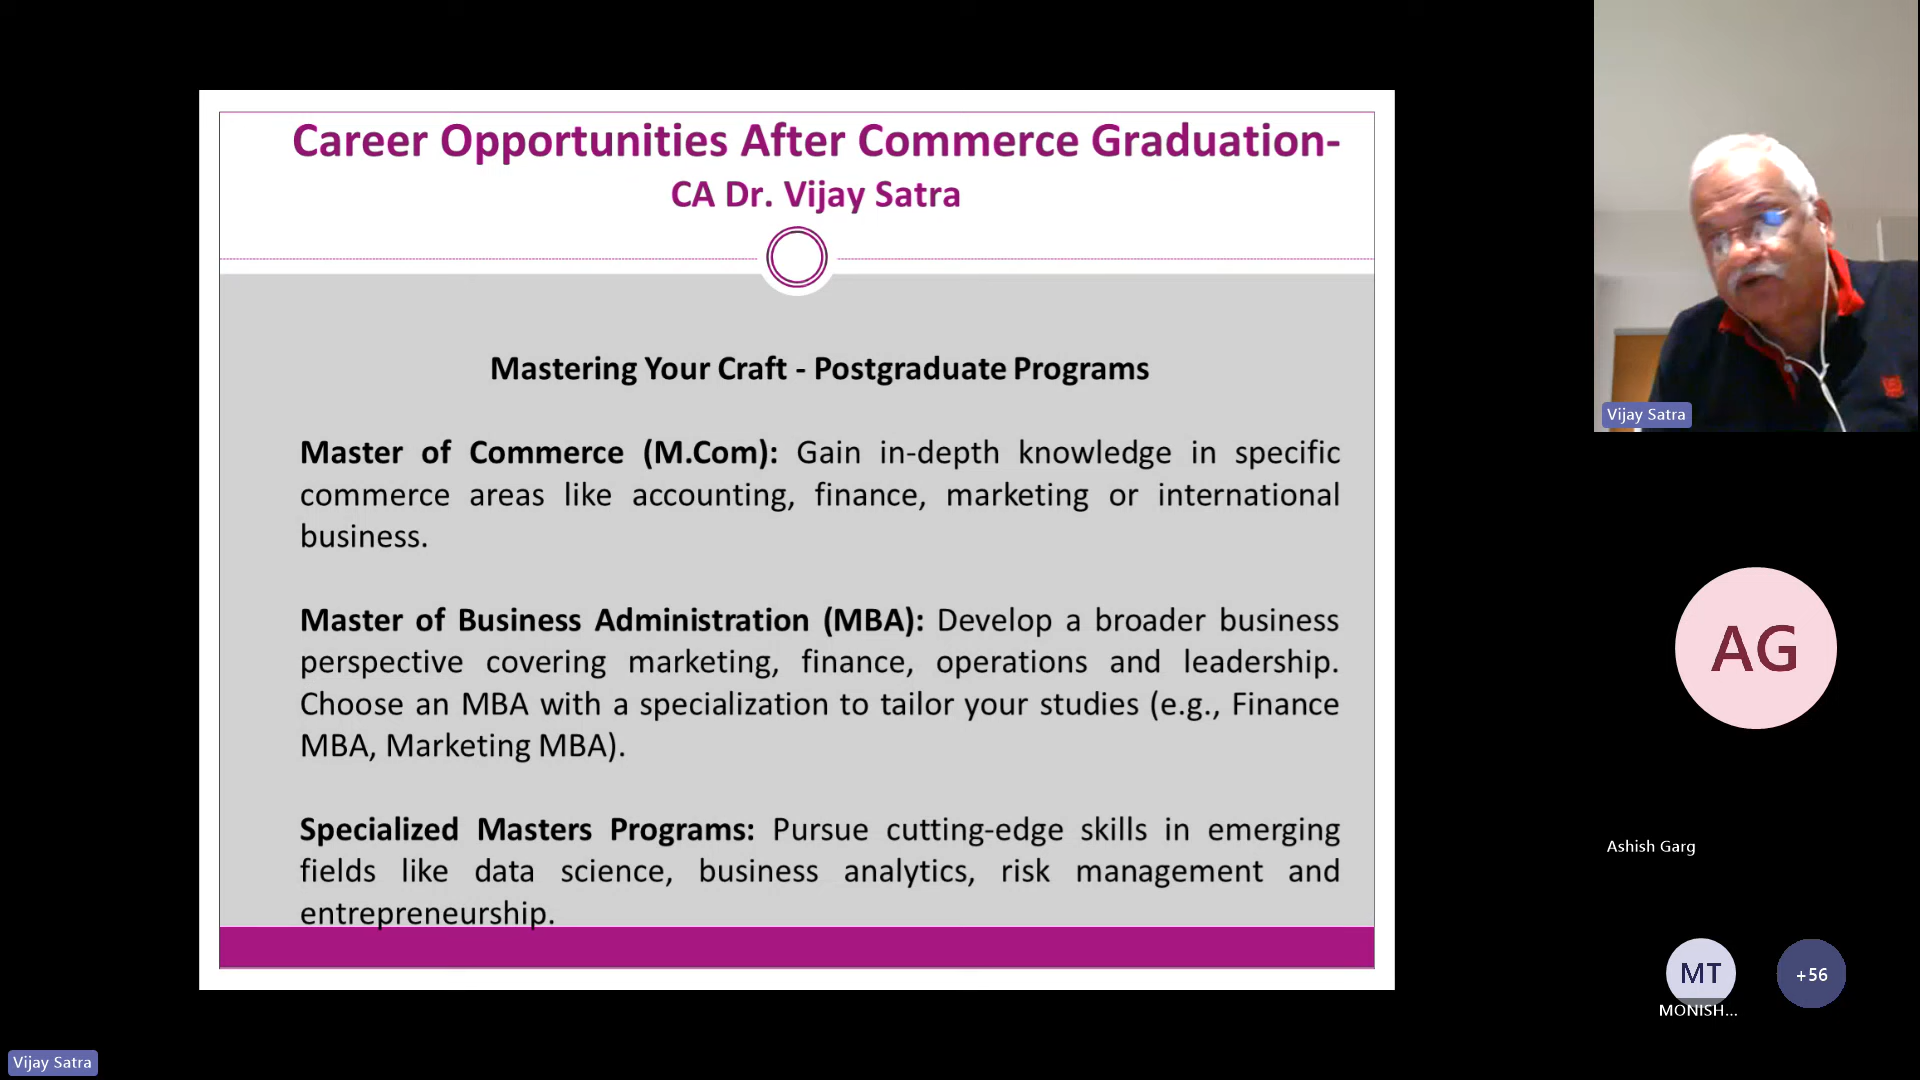 Career Opportunities After Commerce Graduation-
CA Dr. Vijay Satra
Mastering Your Craft - Postgraduate Programs
Master of Commerce (M.Com): Gain in-depth knowledge in specific
commerce areas like accounting, finance, marketing or international
business.
Master of Business Administration (MBA): Develop a broader business
perspective covering marketing, finance, operations and leadership.
Choose an MBA with a specialization to tailor your studies (e.g., Finance
MBA, Marketing MBA).
Specialized Masters Programs: Pursue cutting-edge skills in emerging
fields like data science, business analytics, risk management and
entrepreneurship.
Vijay Satra
AG
Ashish Garg
MT
+56
MONISH...
Vijay Satra